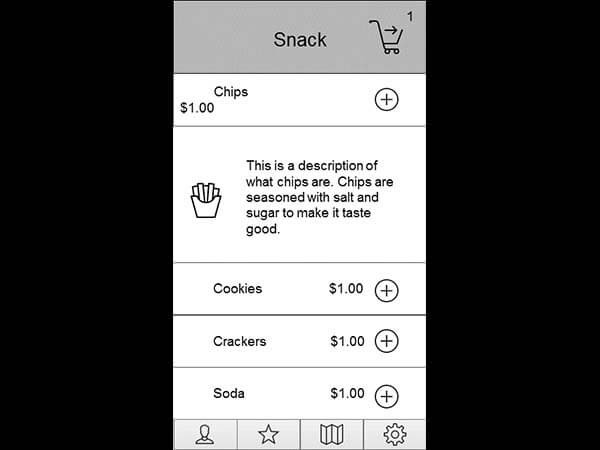 1
Snack
Chips
$1.00
This is a description of
what chips are. Chips are
seasoned with salt and
sugar to make it taste
good.
Cookies $1.00
Crackers $1.00
Soda $1.00